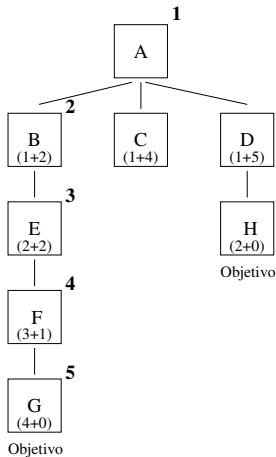 1
A
2
B
(1+2)
C
(1+4)
D
(1+5)
3
E
(2+2)
H
(2+0)
Objetivo
4
F
(3+1)
5
G
(4+0)
Objetivo